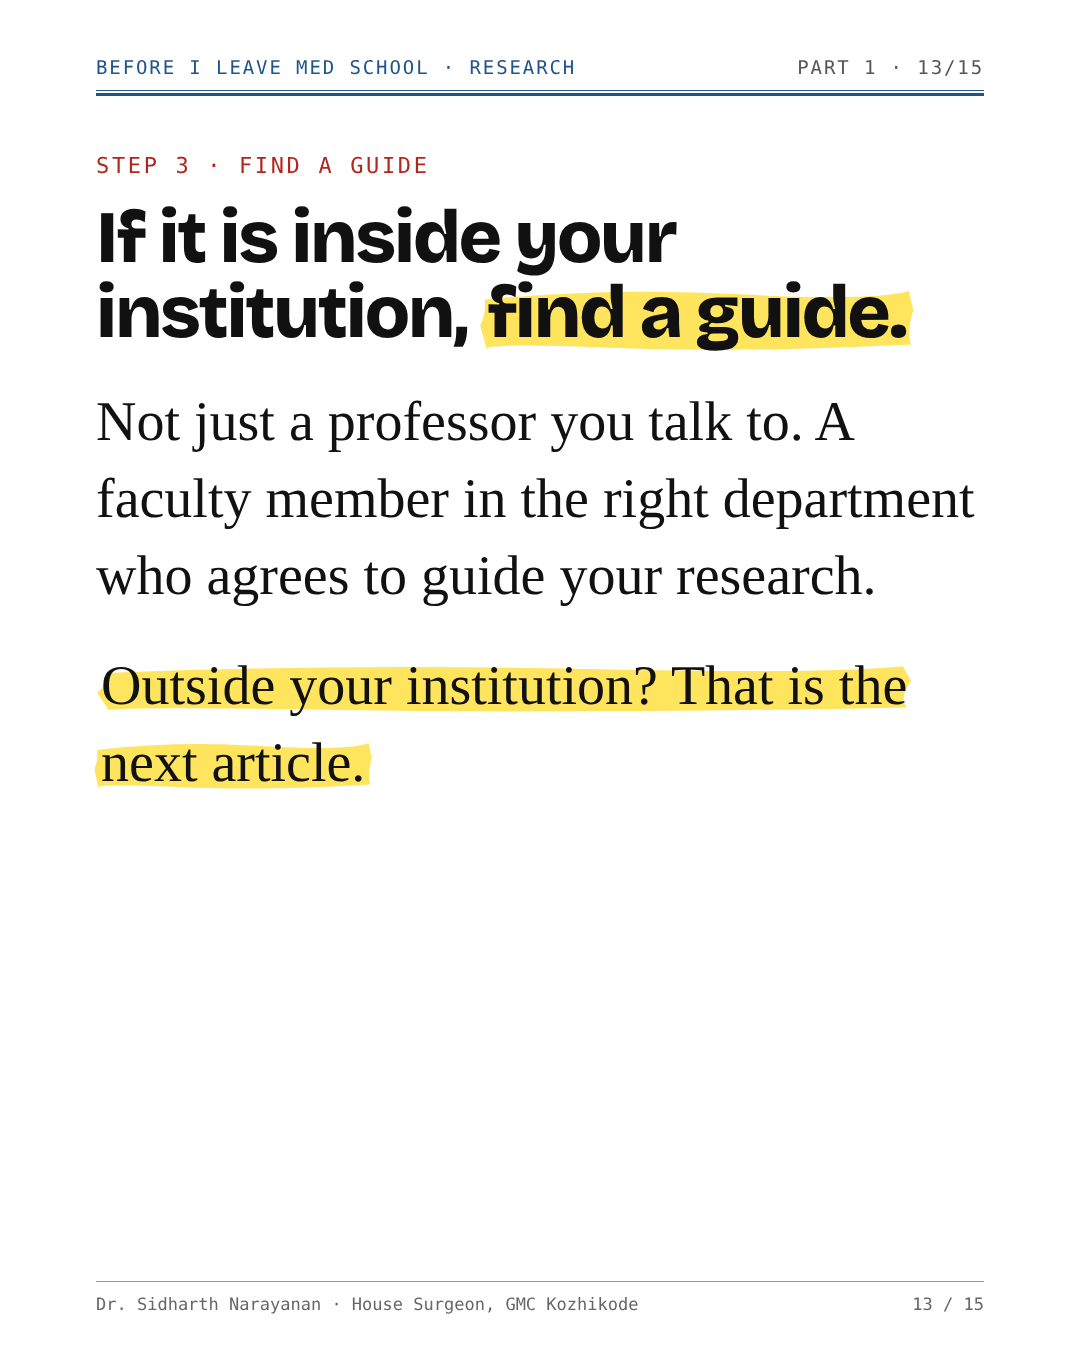 BEFORE I LEAVE MED SCHOOL · RESEARCH
PART 1 · 13/15
STEP 3 · FIND A GUIDE
If it is inside your
institution, find a guide.
Not just a professor you talk to. A
faculty member in the right department
who agrees to guide your research.
Outside your institution? That is the
next article.
Dr. Sidharth Narayanan · House Surgeon, GMC Kozhikode
13 / 15